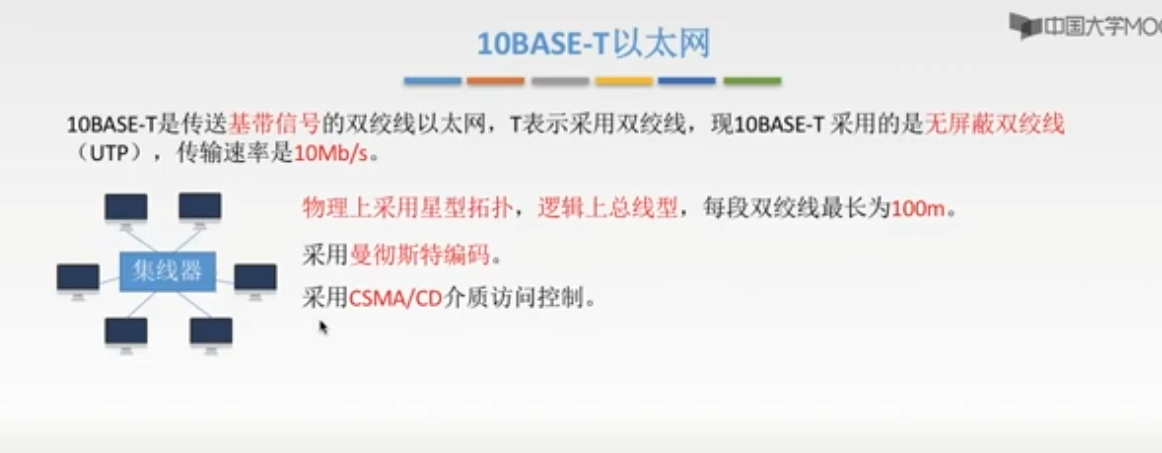 中国大学MOO
10BASE-T以太网
10BASE-T是传送基带信号的双绞线以太网，T表示采用双绞线，现10BASE-T 采用的是无屏蔽双绞线
（UTP），传输速率是10Mb/s。
物理上采用星型拓扑，逻辑上总线型，每段双绞线最长为100m。
采用曼彻斯特编码。
集线器
采用CSMA/CD介质访问控制。